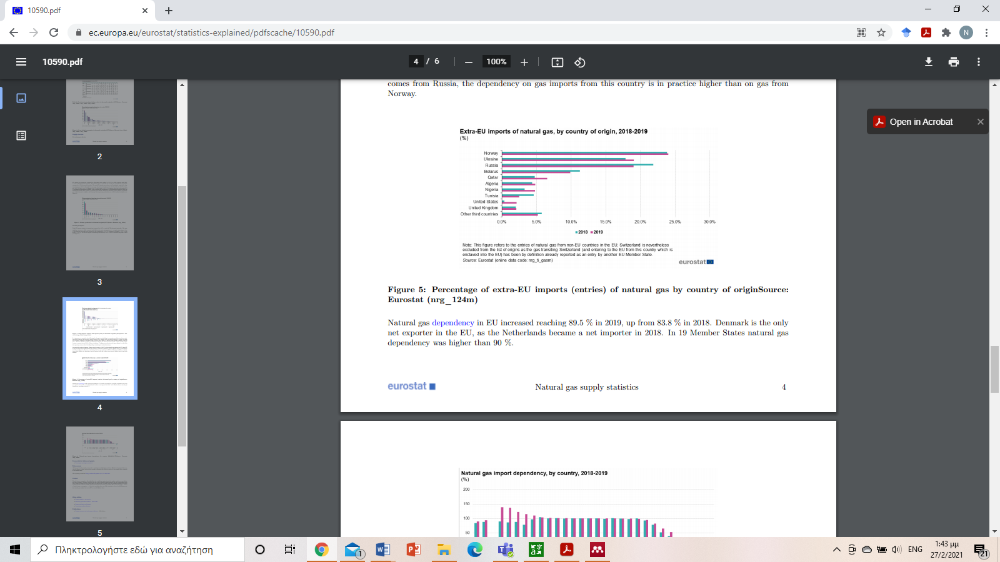 10590.pdf
ec.europa.eu/eurostat/statistics-explained/pdfscache/10590.pdf
N
10590.pdf
4 / 6
100%
Open in Acrobat
2
3
4
5
comes from Russia, the dependency on gas imports from this country is in practice higher than on gas from
Norway.
Extra-EU imports of natural gas, by country of origin, 2018-2019
(%)
Norway
Ukraine
Russia
Belarus
Qatar
Algeria
Nigeria
Tunisia
United States
United Kingdom
Other third countries
0.0% 5.0% 10.0% 15.0% 20.0% 25.0% 30.0%
2018 2019
Note: This figure refers to the entries of natural gas from non-EU countries in the EU; Switzerland is nevertheless
excluded from the list of origins as the gas transiting Switzerland (and entering to the EU from this country which is
enclaved into the EU) has been by definition already reported as an entry by another EU Member State.
Source: Eurostat (online data code: nrg_ti_gasm)
eurostat
Figure 5: Percentage of extra-EU imports (entries) of natural gas by country of originSource:
Eurostat (nrg_124m)
Natural gas dependency in EU increased reaching 89.5 % in 2019, up from 83.8 % in 2018. Denmark is the only
net exporter in the EU, as the Netherlands became a net importer in 2018. In 19 Member States natural gas
dependency was higher than 90 %.
eurostat Natural gas supply statistics 4
Natural gas import dependency, by country, 2018-2019
(%)
200
150
100
50
Πληκτρολογήστε εδώ για αναζήτηση
1
ENG
1:43 μμ
27/2/2021
21